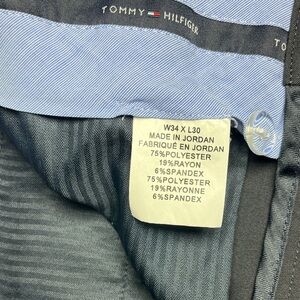 TOMMY HILFIGER
TO
W34 X L30
MADE IN JORDAN
FABRIQUÉ EN JORDAN
75%POLYESTER
19%RAYON
6%SPANDEX
75%POLYESTER
19%RAYONNE
6%SPANDEX